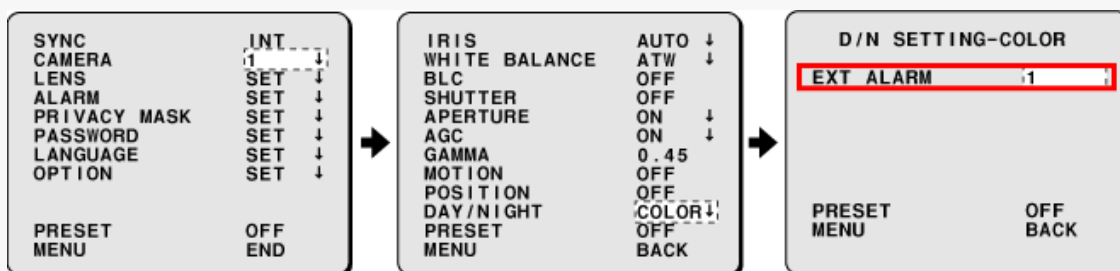 SYNC INT
CAMERA 1 ↓
LENS SET ↓
ALARM SET ↓
PRIVACY MASK SET ↓
PASSWORD SET ↓
LANGUAGE SET ↓
OPTION SET ↓
PRESET OFF
MENU END
IRIS AUTO ↓
WHITE BALANCE ATW ↓
BLC OFF
SHUTTER OFF
APERTURE ON ↓
AGC ON ↓
GAMMA 0.45
MOTION OFF
POSITION OFF
DAY/NIGHT COLOR↓
PRESET OFF
MENU BACK
D/N SETTING-COLOR
EXT ALARM 1
PRESET OFF
MENU BACK